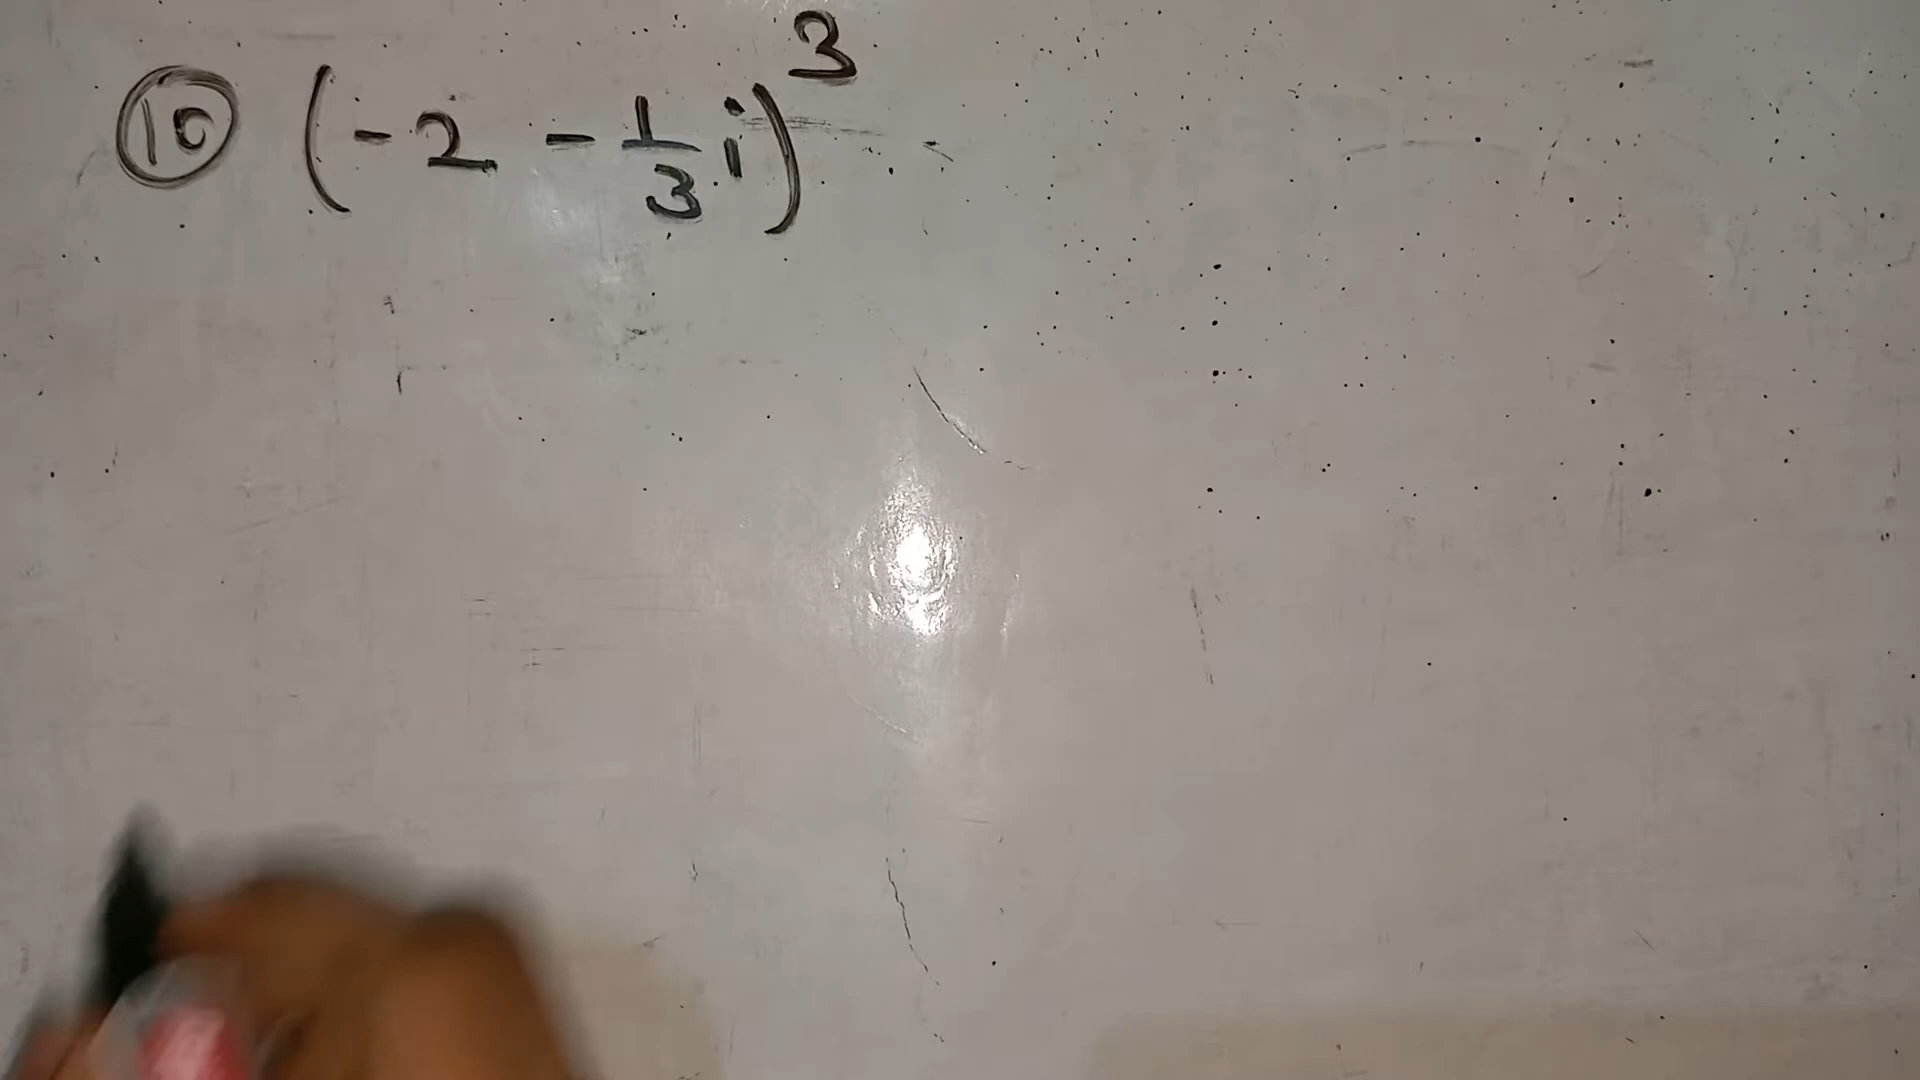 ⑩ (-2 - 1/3 i)³